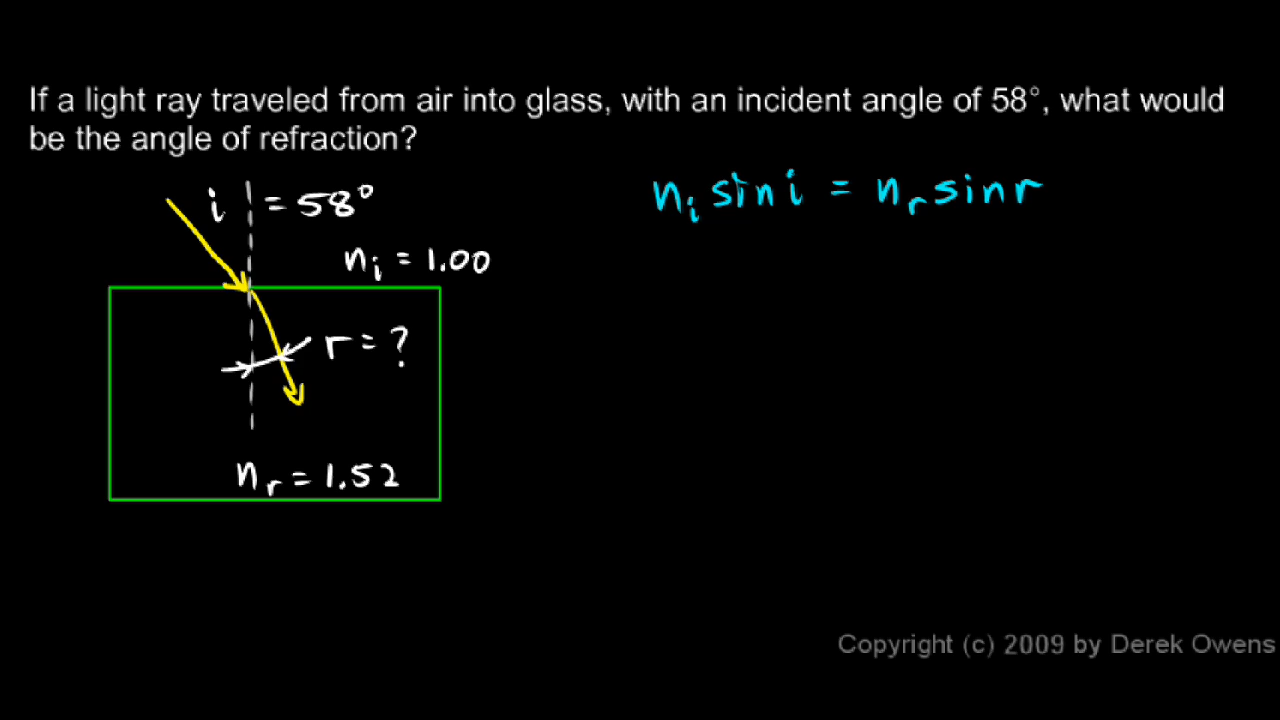 If a light ray traveled from air into glass, with an incident angle of 58°, what would
be the angle of refraction?
i = 58°
nᵢ sin i = nᵣ sin r
nᵢ = 1.00
r = ?
nᵣ = 1.52
Copyright (c) 2009 by Derek Owens